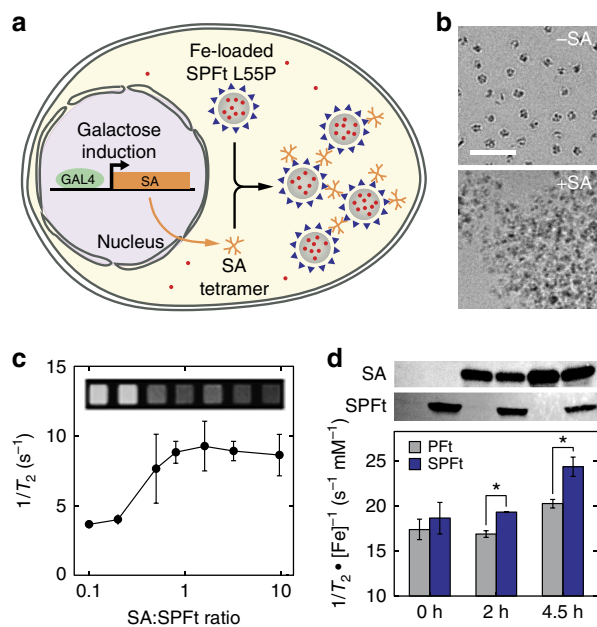 a
Fe-loaded
SPFt L55P
Galactose
induction
GAL4
SA
Nucleus
SA
tetramer
b
–SA
+SA
c
15
10
5
0
1/T₂ (s⁻¹)
0.1
1
10
SA:SPFt ratio
d
SA
SPFt
PFt
SPFt
*
*
25
20
15
10
1/T₂ • [Fe]⁻¹ (s⁻¹ mM⁻¹)
0 h
2 h
4.5 h